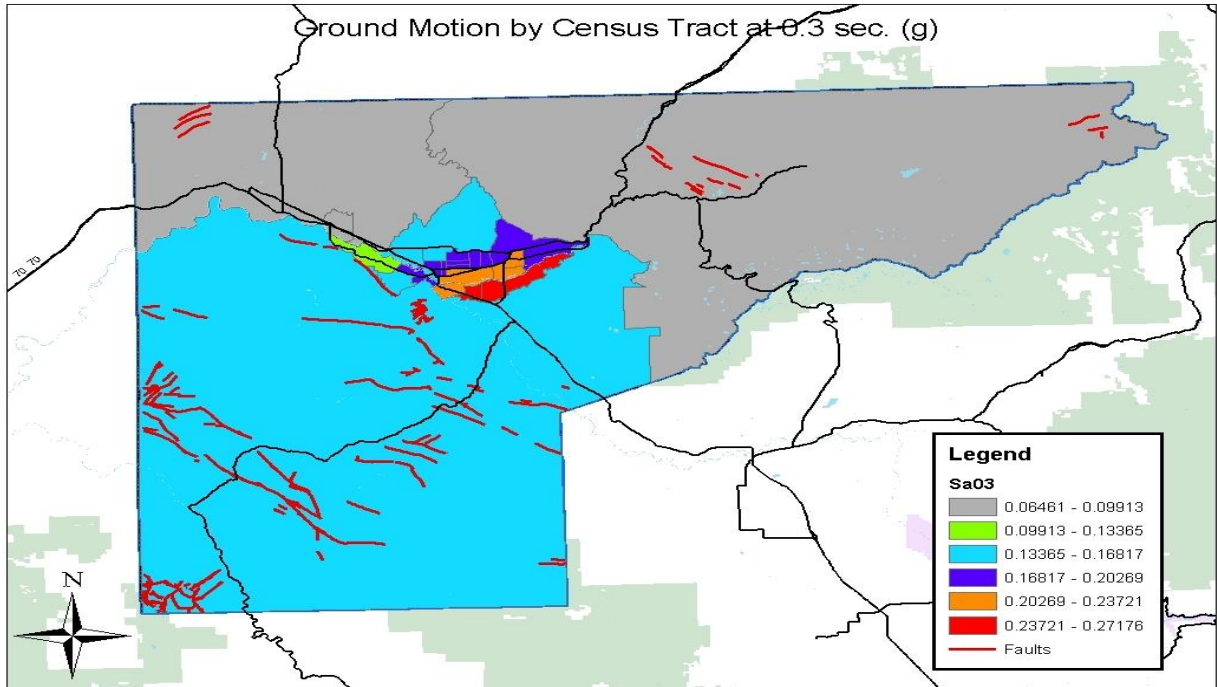 Ground Motion by Census Tract at 0.3 sec. (g)
70 70
Legend
Sa03
0.06461 - 0.09913
0.09913 - 0.13365
0.13365 - 0.16817
0.16817 - 0.20269
0.20269 - 0.23721
0.23721 - 0.27176
Faults
N